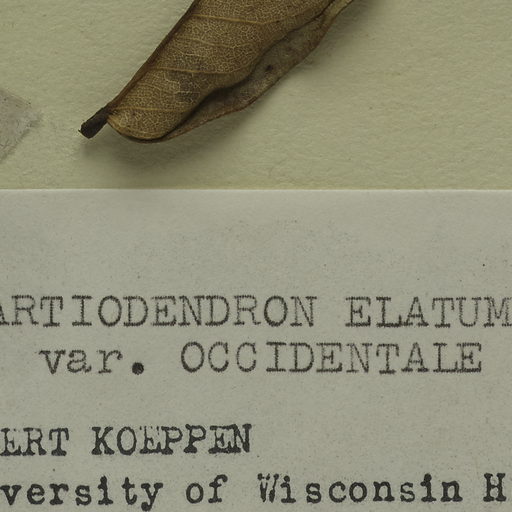 ARTIODENDRON ELATUM
var. OCCIDENTALE
ERT KOEPPEN
versity of Wisconsin H